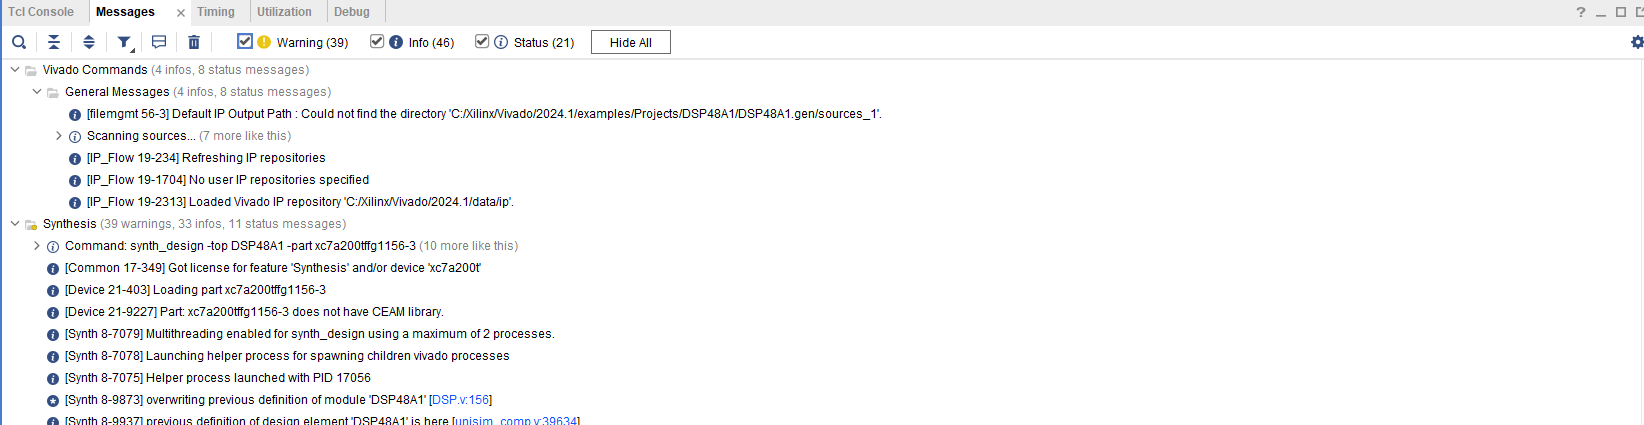 Tcl Console Messages × Timing Utilization Debug ? _
Warning (39) Info (46) Status (21) Hide All
Vivado Commands (4 infos, 8 status messages)
General Messages (4 infos, 8 status messages)
[filemgmt 56-3] Default IP Output Path : Could not find the directory 'C:/Xilinx/Vivado/2024.1/examples/Projects/DSP48A1/DSP48A1.gen/sources_1'.
Scanning sources... (7 more like this)
[IP_Flow 19-234] Refreshing IP repositories
[IP_Flow 19-1704] No user IP repositories specified
[IP_Flow 19-2313] Loaded Vivado IP repository 'C:/Xilinx/Vivado/2024.1/data/ip'.
Synthesis (39 warnings, 33 infos, 11 status messages)
Command: synth_design -top DSP48A1 -part xc7a200tffg1156-3 (10 more like this)
[Common 17-349] Got license for feature 'Synthesis' and/or device 'xc7a200t'
[Device 21-403] Loading part xc7a200tffg1156-3
[Device 21-9227] Part: xc7a200tffg1156-3 does not have CEAM library.
[Synth 8-7079] Multithreading enabled for synth_design using a maximum of 2 processes.
[Synth 8-7078] Launching helper process for spawning children vivado processes
[Synth 8-7075] Helper process launched with PID 17056
[Synth 8-9873] overwriting previous definition of module 'DSP48A1' [DSP.v:156]
[Synth 8-9937] previous definition of design element 'DSP48A1' is here [unisim_comp.v:39634]